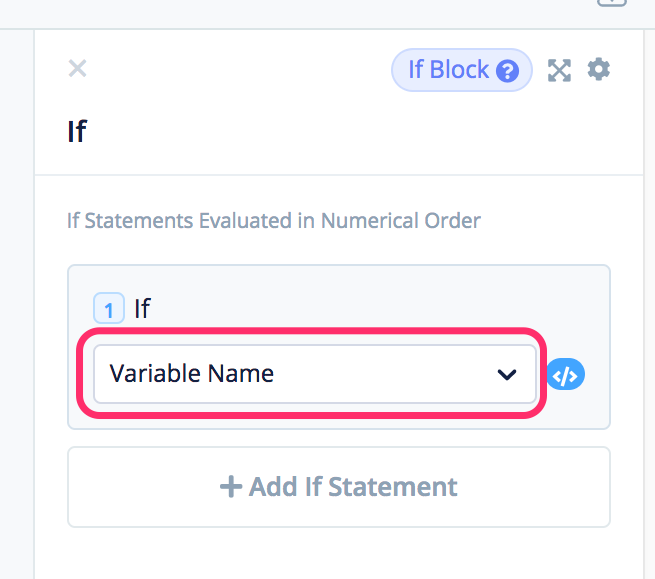 If Block ?
If
If Statements Evaluated in Numerical Order
1 If
Variable Name
</>
+ Add If Statement